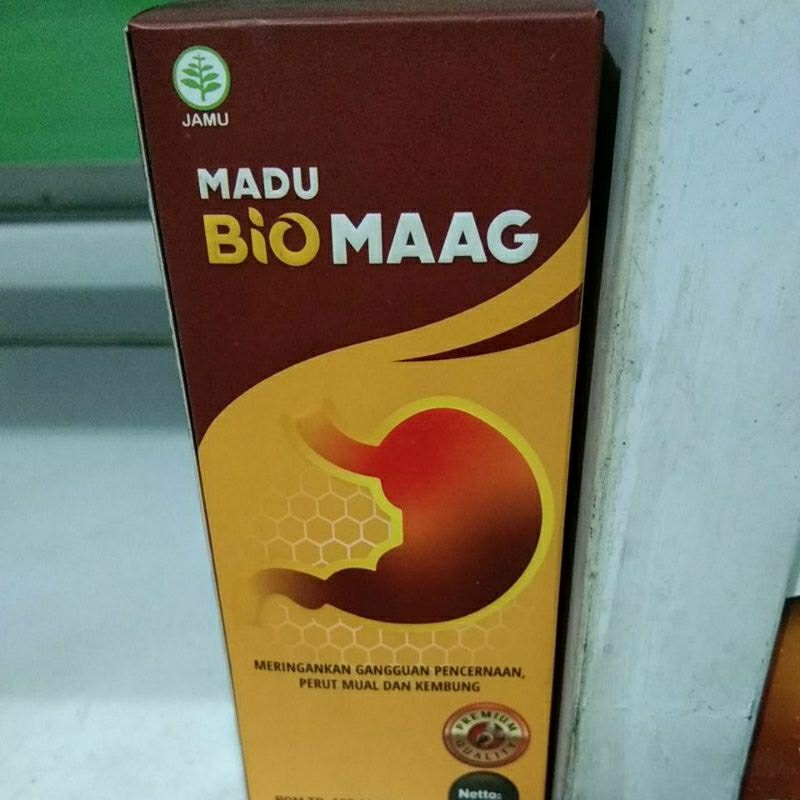 JAMU
MADU
BiO MAAG
MERINGANKAN GANGGUAN PENCERNAAN,
PERUT MUAL DAN KEMBUNG
PREMIUM
QUALITY
Netto: